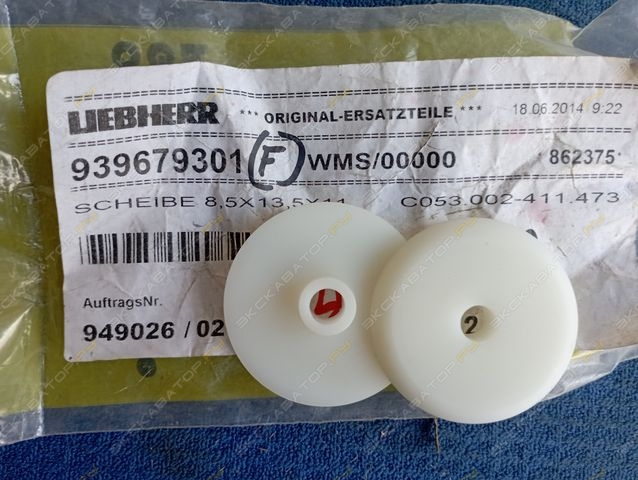 LIEBHERR *** ORIGINAL-ERSATZTEILE *** 18.06.2014 9:22
939679301 (F) WMS/00000 862375
SCHEIBE 8,5X13,5X11 C053.002-411.473
AuftragsNr.
949026 / 02
4
2